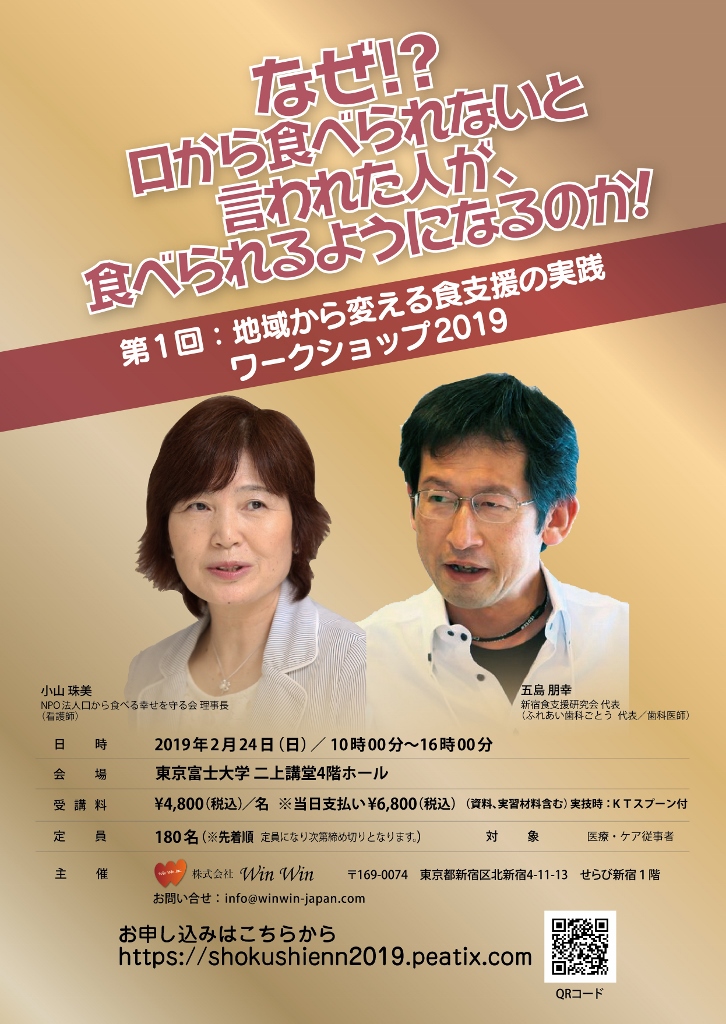 なぜ!?
口から食べられないと
言われた人が、
食べられるようになるのか!
第1回：地域から変える食支援の実践
ワークショップ2019
小山 珠美
NPO法人口から食べる幸せを守る会 理事長
（看護師）
五島 朋幸
新宿食支援研究会 代表
（ふれあい歯科ごとう 代表／歯科医師）
日 時 2019年2月24日（日）／ 10時00分～16時00分
会 場 東京富士大学 二上講堂4階ホール
受 講 料 ¥4,800（税込）／名 ※当日支払い¥6,800（税込）（資料、実習材料含む）実技時：KTスプーン付
定 員 180名（※先着順 定員になり次第締め切りとなります。） 対 象 医療・ケア従事者
主 催 Win Win 株式会社 Win Win 〒169-0074 東京都新宿区北新宿4-11-13 せらび新宿1階
お問い合せ：info@winwin-japan.com
お申し込みはこちらから
https://shokushienn2019.peatix.com
QRコード